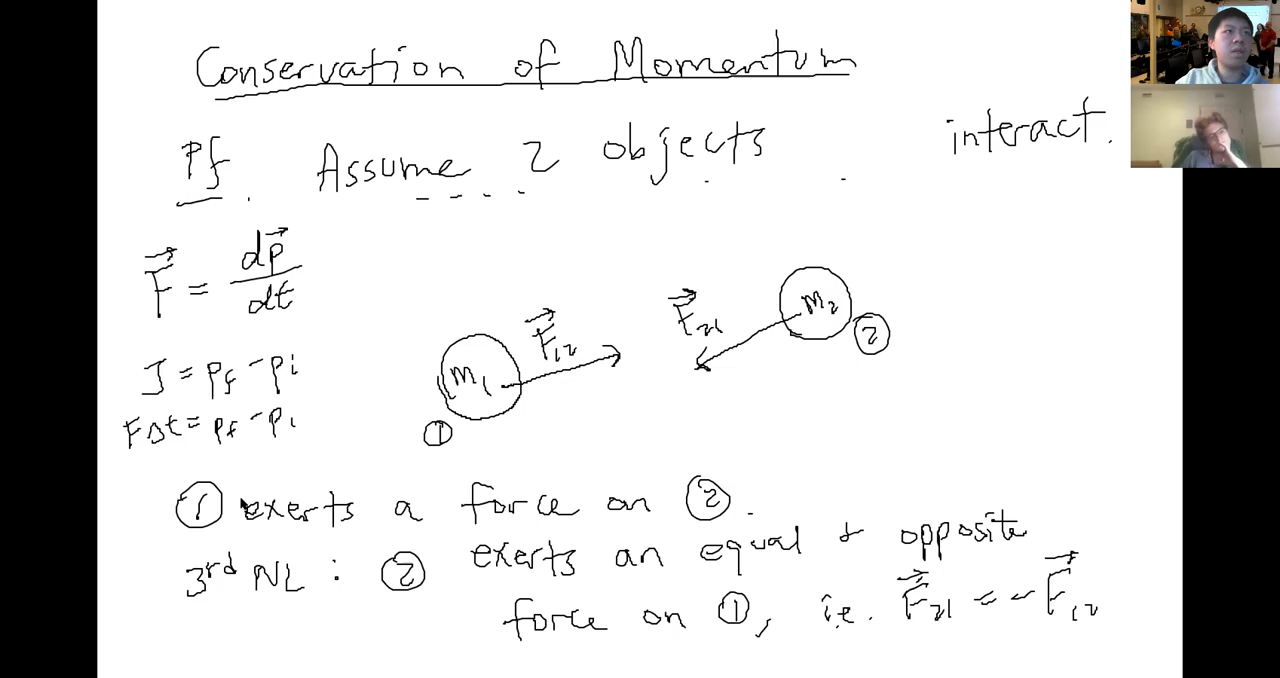 Conservation of Momentum
Pf. Assume 2 objects interact.
F⃗ = dp⃗/dt
J = pf - pi
FΔt = pf - pi
m₁
①
F⃗₁₂
F⃗₂₁
m₂
②
① exerts a force on ②.
3rd NL: ② exerts an equal & opposite
force on ①, i.e. F⃗₂₁ = -F⃗₁₂